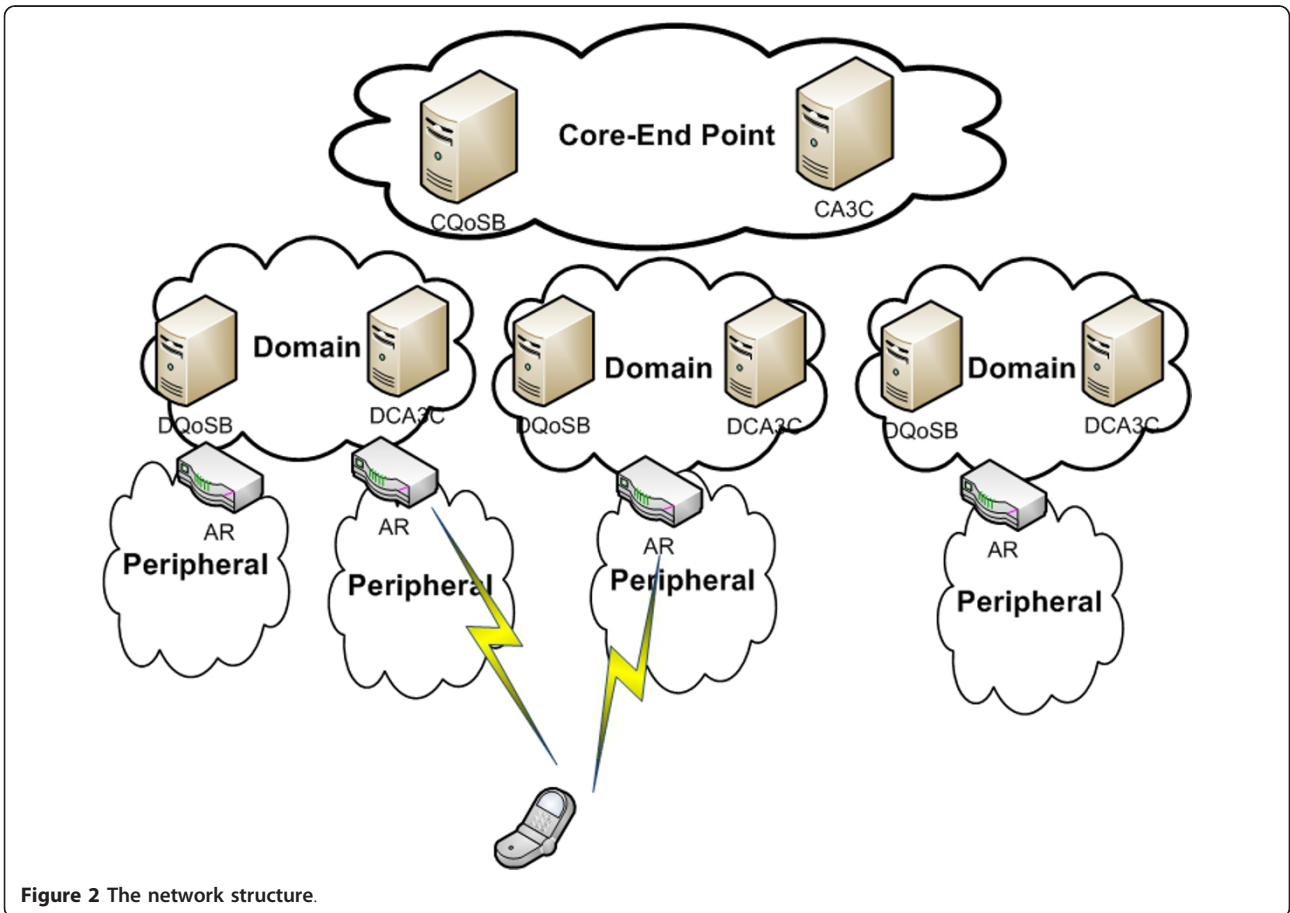 Core-End Point
CQoSB
CA3C
Domain
DQoSB
DCA3C
Domain
DQoSB
DCA3C
Domain
DQoSB
DCA3C
AR
Peripheral
AR
Peripheral
AR
Peripheral
AR
Peripheral
Figure 2 The network structure.